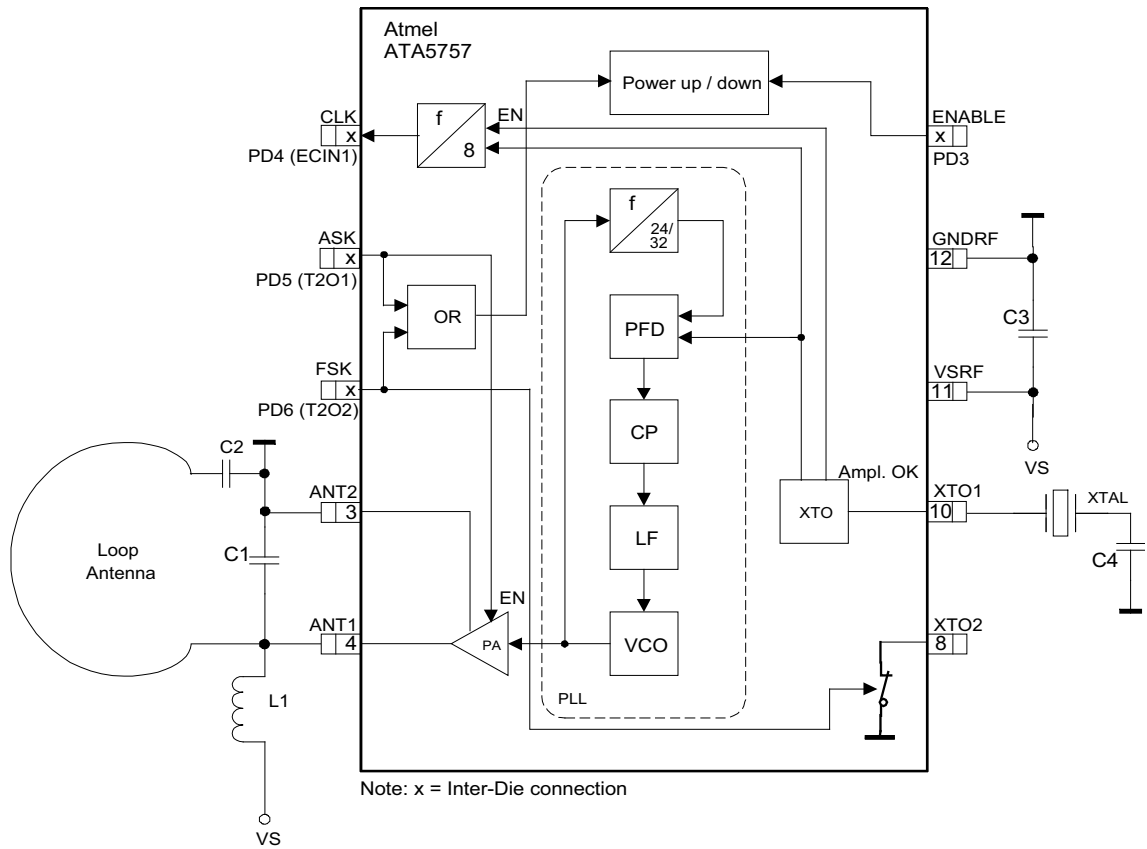 Atmel
ATA5757
Power up / down
CLK
x
PD4 (ECIN1)
f
8
EN
ENABLE
x
PD3
f
24/
32
ASK
x
PD5 (T2O1)
GNDRF
12
OR
PFD
C3
FSK
x
PD6 (T2O2)
VSRF
11
CP
VS
C2
Ampl. OK
ANT2
3
XTO
XTO1
10
XTAL
Loop
Antenna
C1
LF
C4
EN
ANT1
4
PA
VCO
XTO2
8
L1
PLL
Note: x = Inter-Die connection
VS